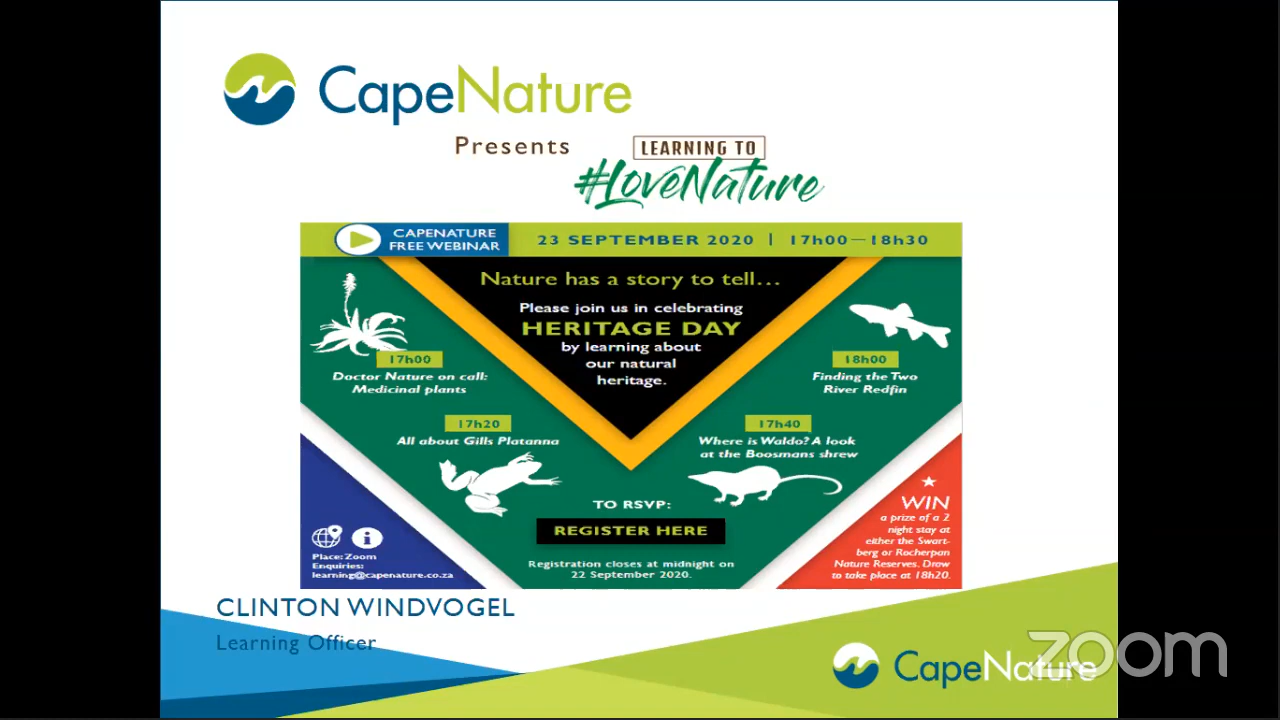 CapeNature
Presents
LEARNING TO
#LoveNature
CAPENATURE
FREE WEBINAR
23 SEPTEMBER 2020 | 17h00—18h30
Nature has a story to tell...
Please join us in celebrating
HERITAGE DAY
by learning about
our natural
heritage.
17h00
Doctor Nature on call:
Medicinal plants
18h00
Finding the Two
River Redfin
17h20
All about Gills Platanna
17h40
Where is Waldo? A look
at the Boosmans shrew
TO RSVP:
REGISTER HERE
Registration closes at midnight on
22 September 2020.
Place: Zoom
Enquiries:
learning@capenature.co.za
WIN
a prize of a 2
night stay at
either the Swart-
berg or Rocherpan
Nature Reserves. Draw
to take place at 18h20.
CLINTON WINDVOGEL
Learning Officer
CapeNature
zoom